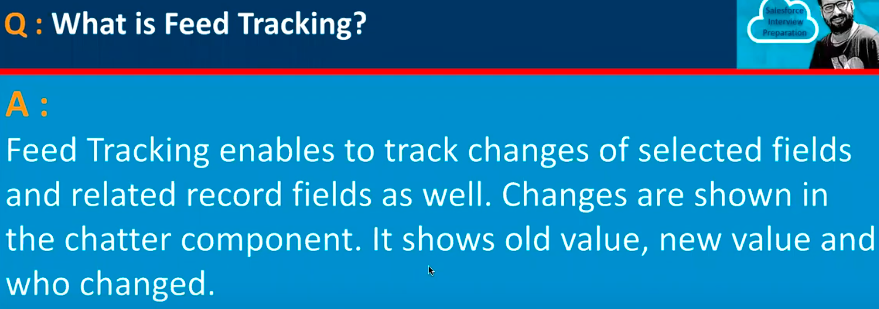 Q : What is Feed Tracking?
Salesforce
Interview
Preparation
A :
Feed Tracking enables to track changes of selected fields
and related record fields as well. Changes are shown in
the chatter component. It shows old value, new value and
who changed.